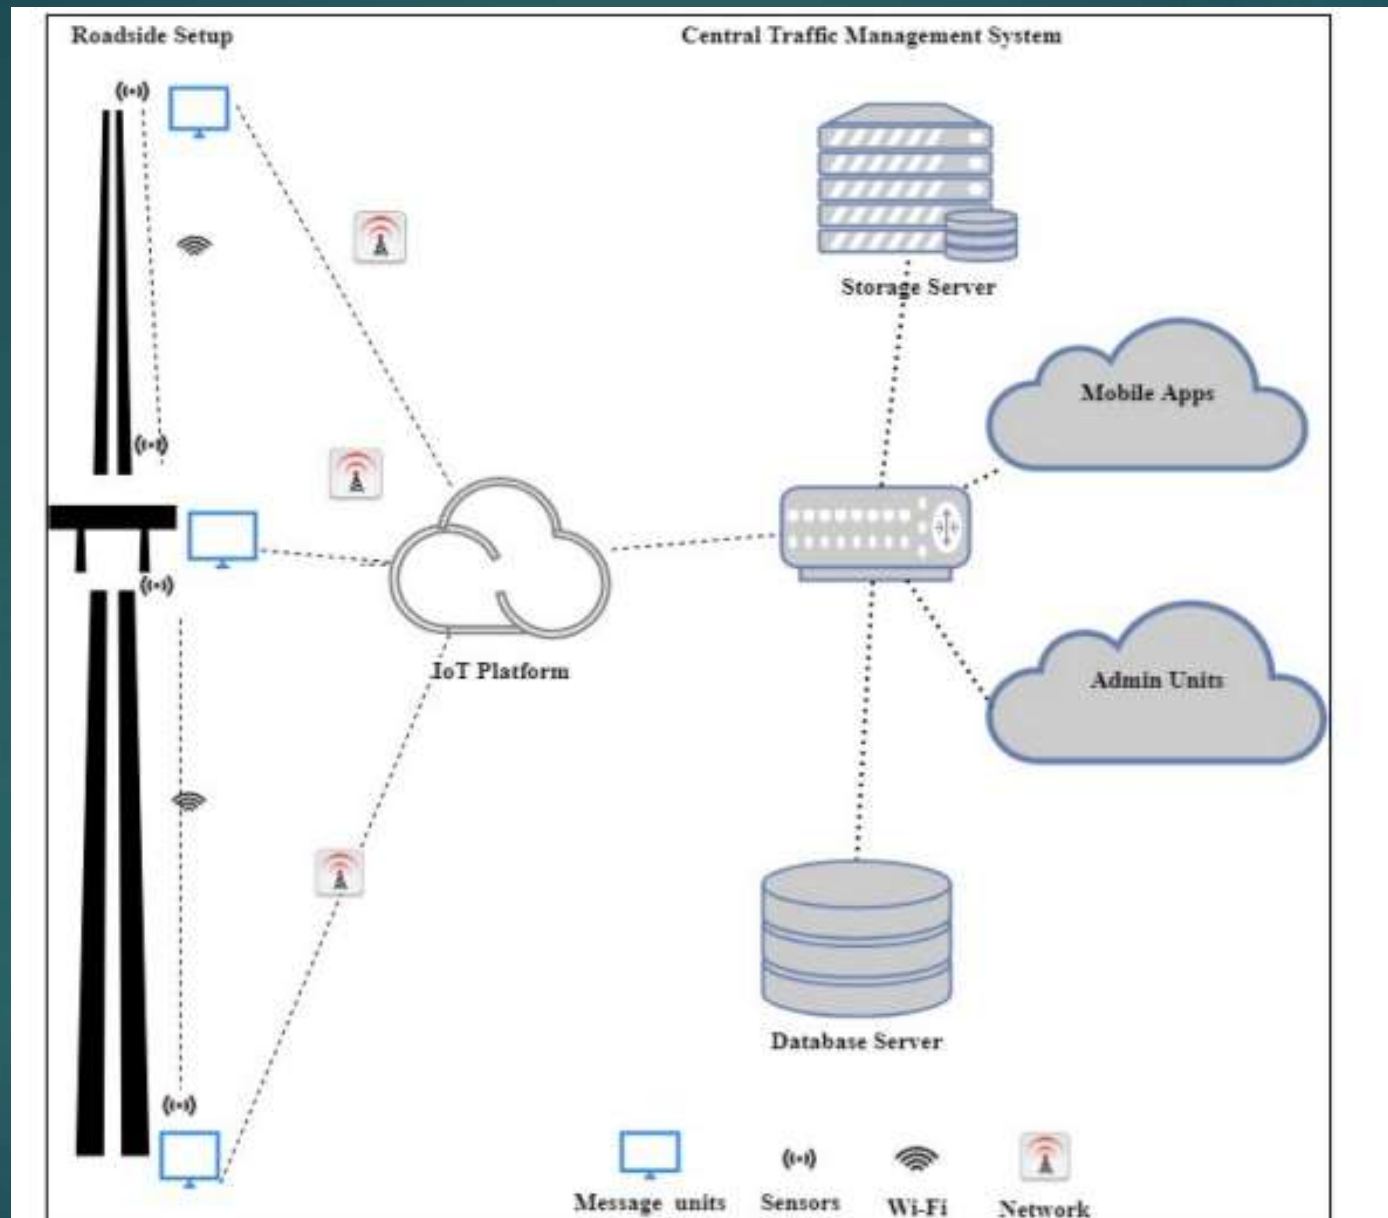 Roadside Setup
Central Traffic Management System
Storage Server
Mobile Apps
IoT Platform
Admin Units
Database Server
Message units
Sensors
Wi-Fi
Network